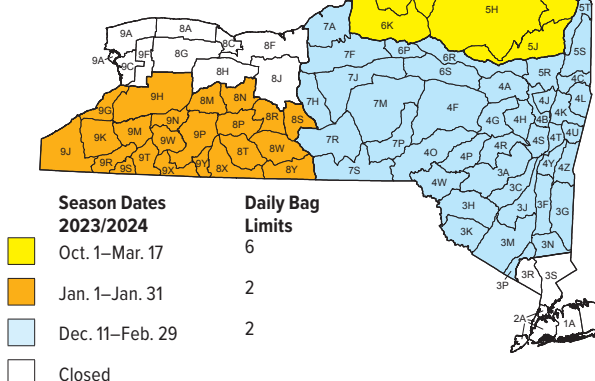 5H
5T
6K
7A
9A
8A
8C
8F
9F
8G
9A
9C
7F
6P
6R
5J
5S
8H
8J
7J
6S
5R
4C
9H
8M
8N
7H
7M
4F
4A
4J
4L
9G
9N
8R
8S
4G
4H
4B
4K
9K
9M
9W
9P
8P
7R
7P
4R
4S
4T
4U
9J
9R
9S
9T
9X
9Y
8X
8T
8W
8Y
7S
4O
4P
3A
4Y
4Z
4W
3C
3H
3J
3F
3G
3K
3M
3N
3P
3R
3S
2A
1A
Season Dates Daily Bag
2023/2024 Limits
Oct. 1–Mar. 17 6
Jan. 1–Jan. 31 2
Dec. 11–Feb. 29 2
Closed